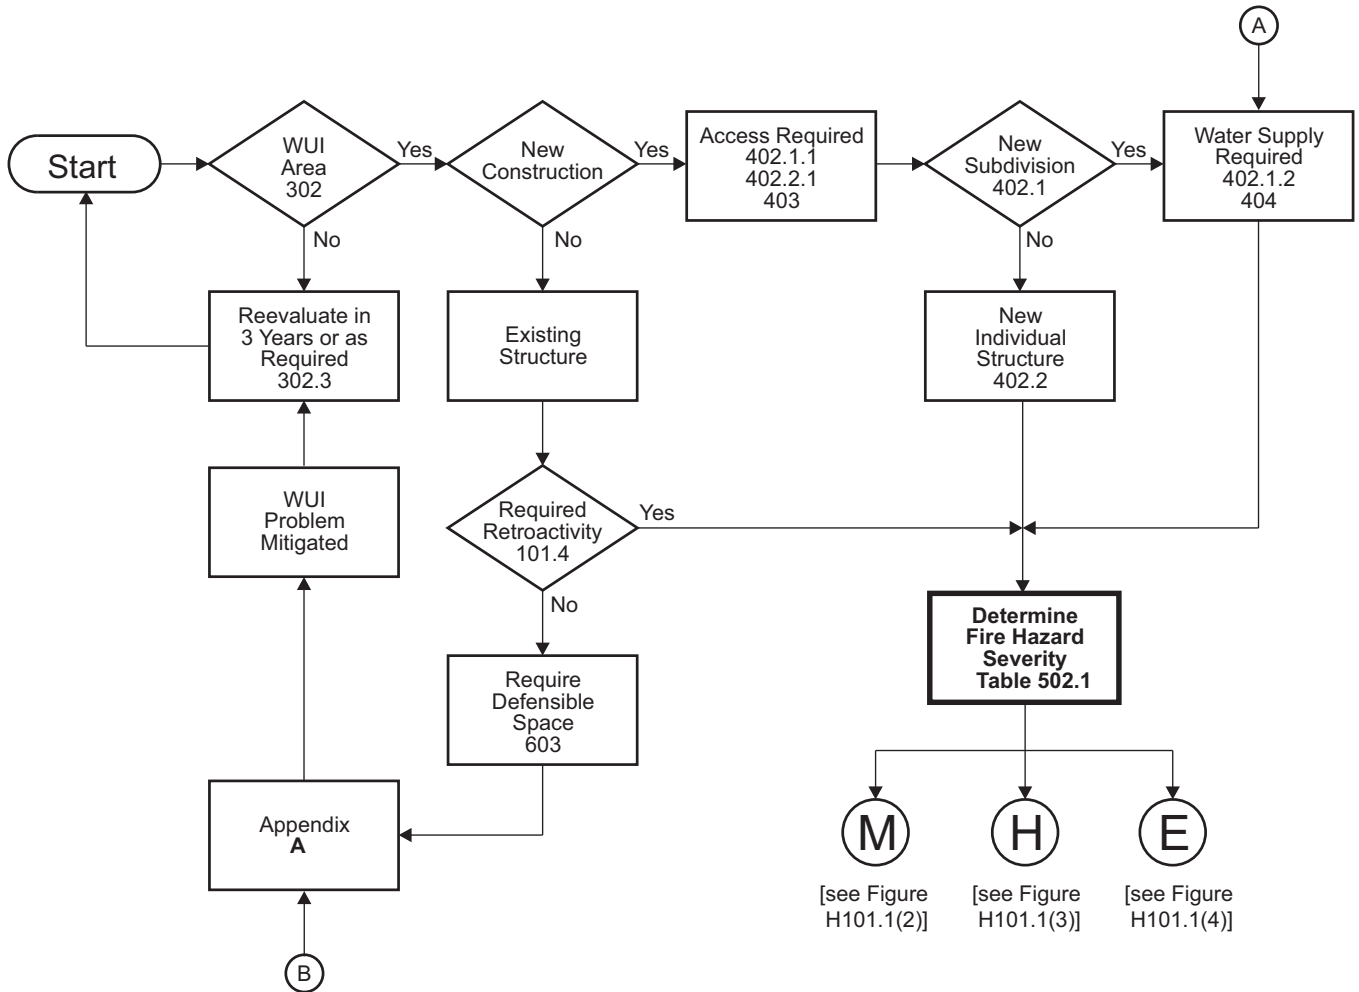 A
Start
WUI
Area
302
Yes
New
Construction
Yes
Access Required
402.1.1
402.2.1
403
New
Subdivision
402.1
Yes
Water Supply
Required
402.1.2
404
No
No
No
Reevaluate in
3 Years or as
Required
302.3
Existing
Structure
New
Individual
Structure
402.2
WUI
Problem
Mitigated
Required
Retroactivity
101.4
Yes
No
Determine
Fire Hazard
Severity
Table 502.1
Require
Defensible
Space
603
Appendix
A
M
H
E
[see Figure
H101.1(2)]
[see Figure
H101.1(3)]
[see Figure
H101.1(4)]
B